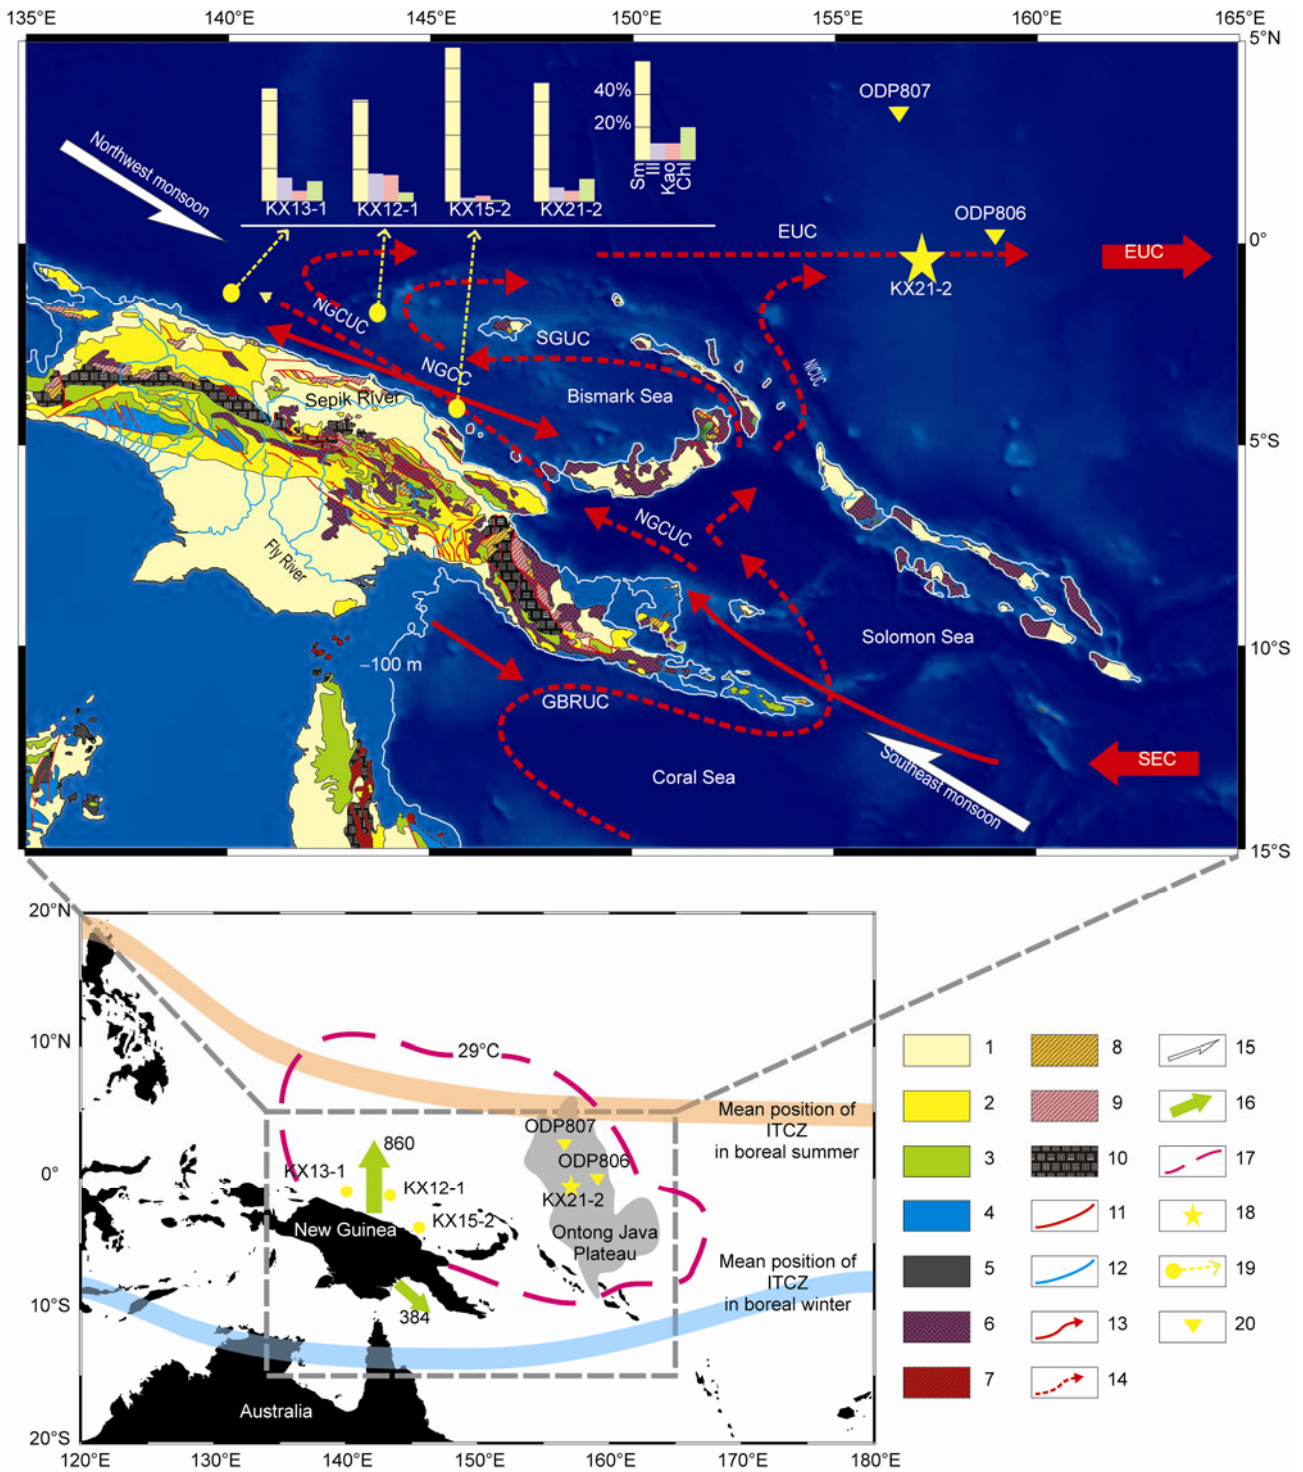 135°E
140°E
145°E
150°E
155°E
160°E
165°E
5°N
ODP807
40%
20%
Northwest monsoon
Sm
Ill
Kao
Chl
KX13-1
KX12-1
KX15-2
KX21-2
ODP806
EUC
0°
EUC
KX21-2
NGCUC
SGUC
NGCC
NICUC
Bismark Sea
Sepik River
5°S
NGCUC
Fly River
Solomon Sea
10°S
–100 m
GBRUC
SEC
Southeast monsoon
Coral Sea
15°S
20°N
10°N
29°C
Mean position of
ITCZ
in boreal summer
ODP807
860
ODP806
0°
KX13-1
KX12-1
KX21-2
KX15-2
New Guinea
Ontong Java
Plateau
Mean position of
ITCZ
in boreal winter
10°S
384
Australia
20°S
120°E
130°E
140°E
150°E
160°E
170°E
180°E
1
8
15
2
9
16
3
10
17
4
11
18
5
12
19
6
13
20
7
14